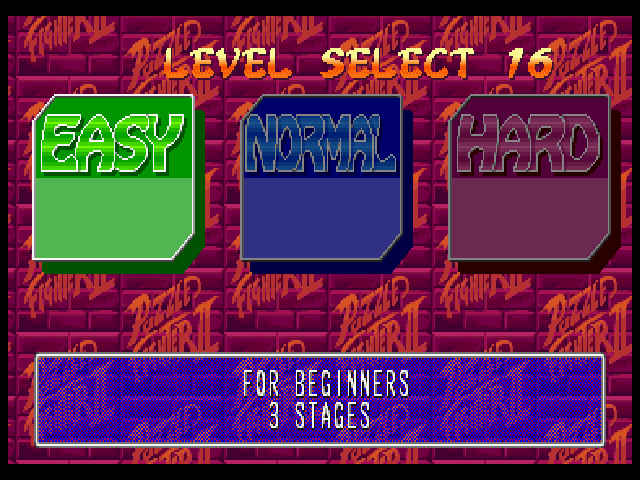 LEVEL SELECT 16
EASY
NORMAL
HARD
FOR BEGINNERS
3 STAGES